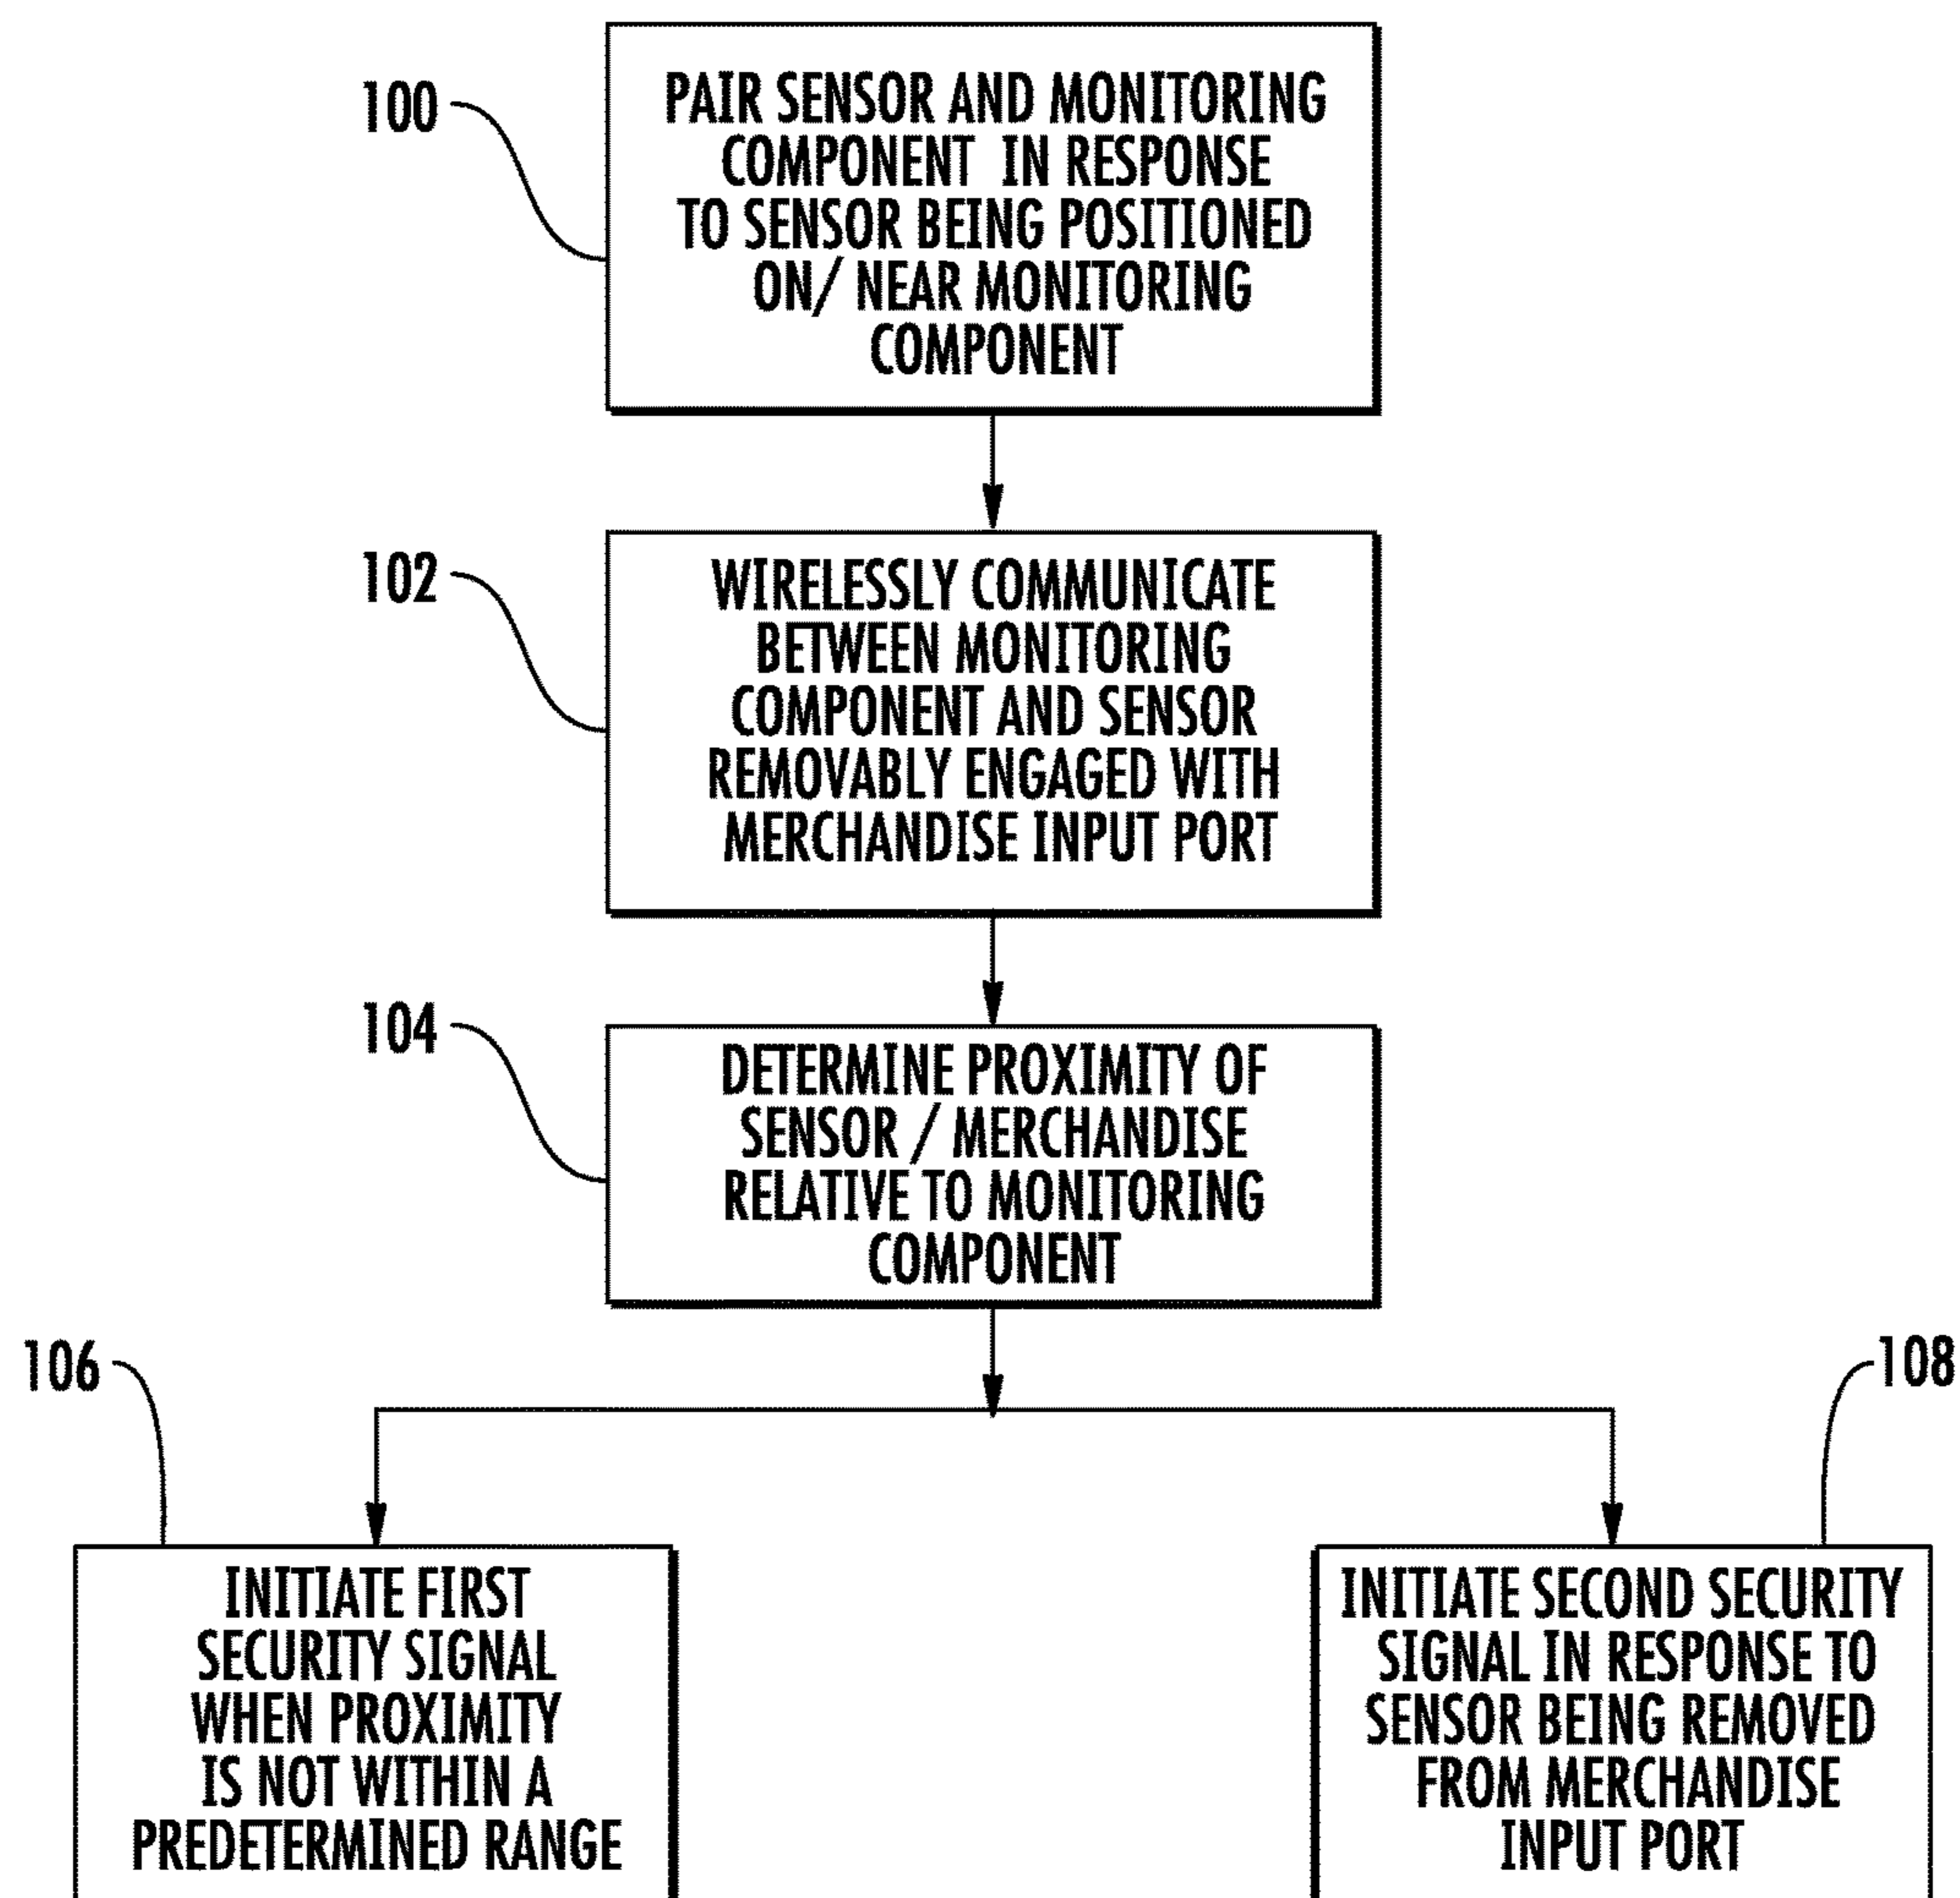 100
PAIR SENSOR AND MONITORING
COMPONENT IN RESPONSE
TO SENSOR BEING POSITIONED
ON/ NEAR MONITORING
COMPONENT
102
WIRELESSLY COMMUNICATE
BETWEEN MONITORING
COMPONENT AND SENSOR
REMOVABLY ENGAGED WITH
MERCHANDISE INPUT PORT
104
DETERMINE PROXIMITY OF
SENSOR / MERCHANDISE
RELATIVE TO MONITORING
COMPONENT
106
INITIATE FIRST
SECURITY SIGNAL
WHEN PROXIMITY
IS NOT WITHIN A
PREDETERMINED RANGE
108
INITIATE SECOND SECURITY
SIGNAL IN RESPONSE TO
SENSOR BEING REMOVED
FROM MERCHANDISE
INPUT PORT